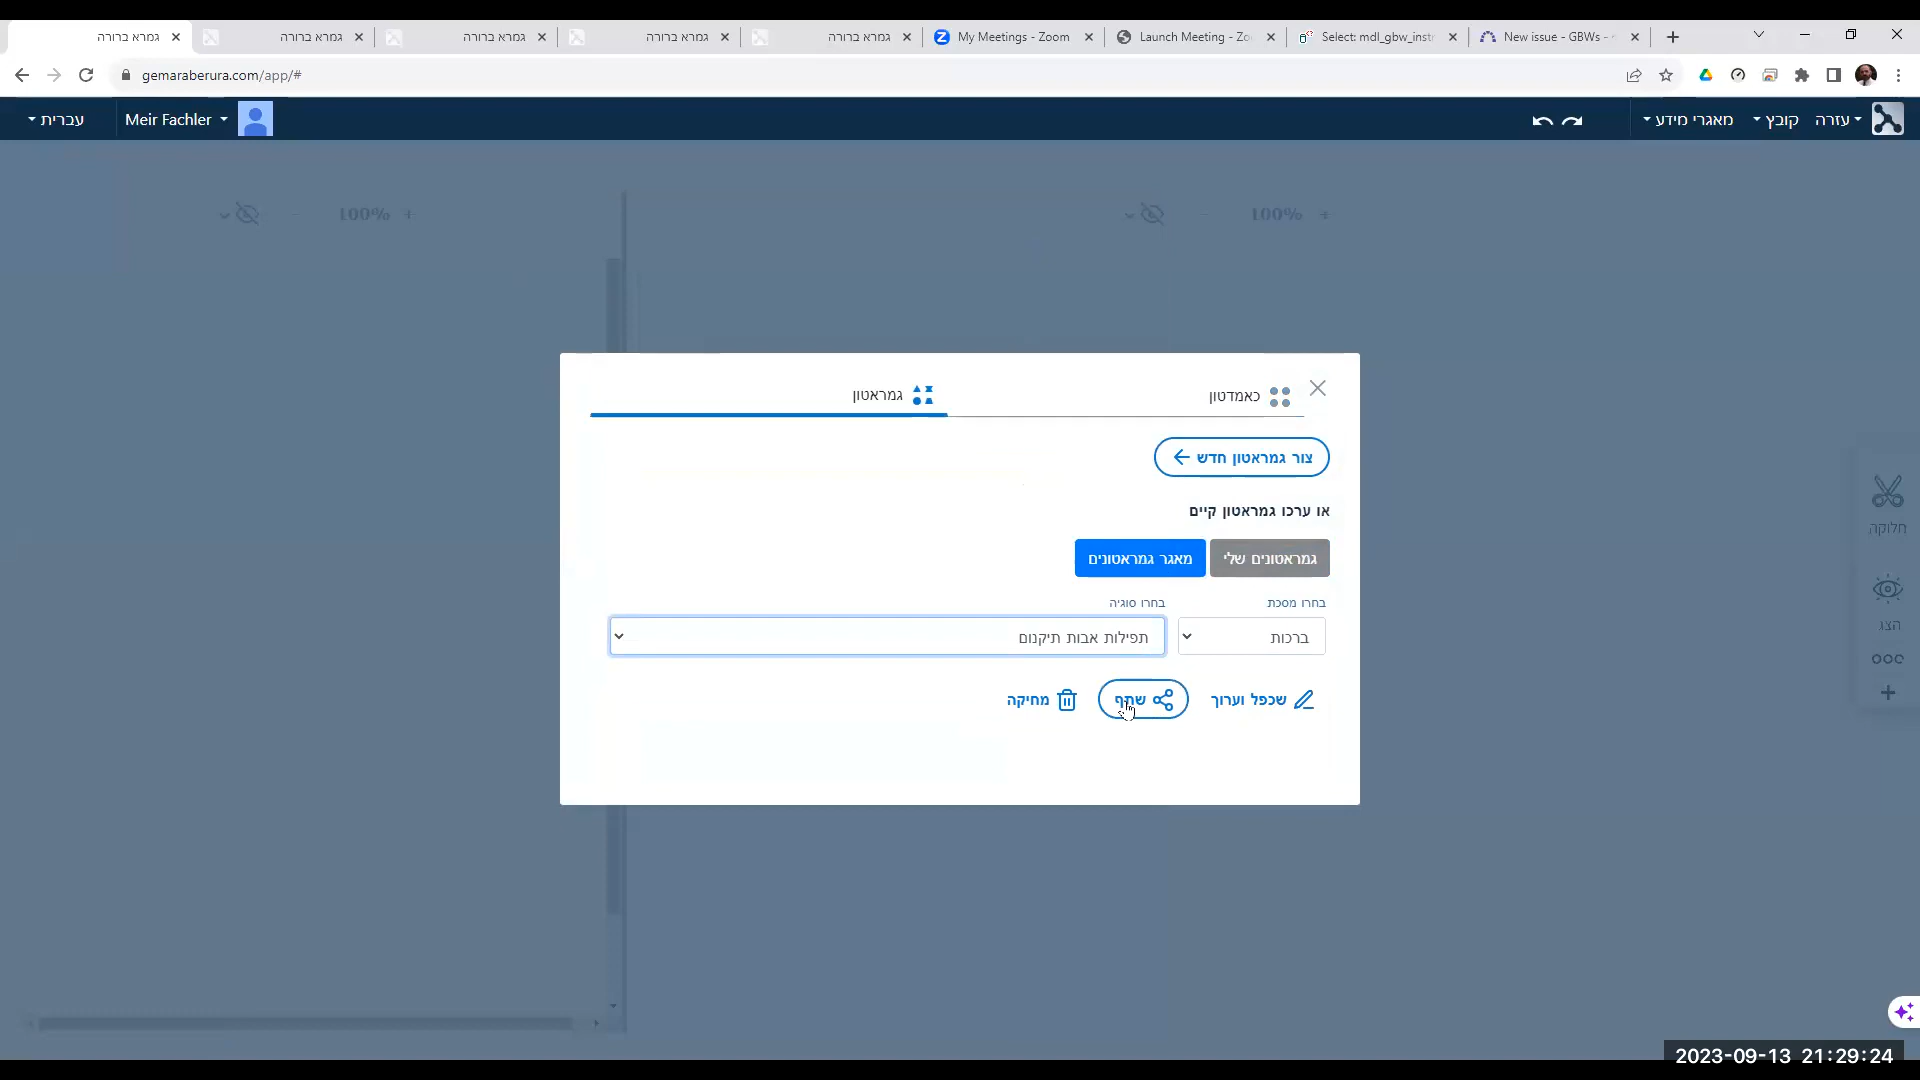 גמרא ברורה
גמרא ברורה
גמרא ברורה
גמרא ברורה
גמרא ברורה
My Meetings - Zoom
Launch Meeting - Zo
Select: mdl_gbw_instr
New issue - GBWs -
gemaraberura.com/app/#
עברית
Meir Fachler
מאגרי מידע
קובץ
עזרה
100%
100%
גמראטון
כאמדטון
צור גמראטון חדש
או ערכו גמראטון קיים
גמראטונים שלי
מאגר גמראטונים
בחרו מסכת
בחרו סוגיה
ברכות
תפילות אבות תיקנום
שכפל וערוך
שתף
מחיקה
חלוקה
הצג
2023-09-13 21:29:24